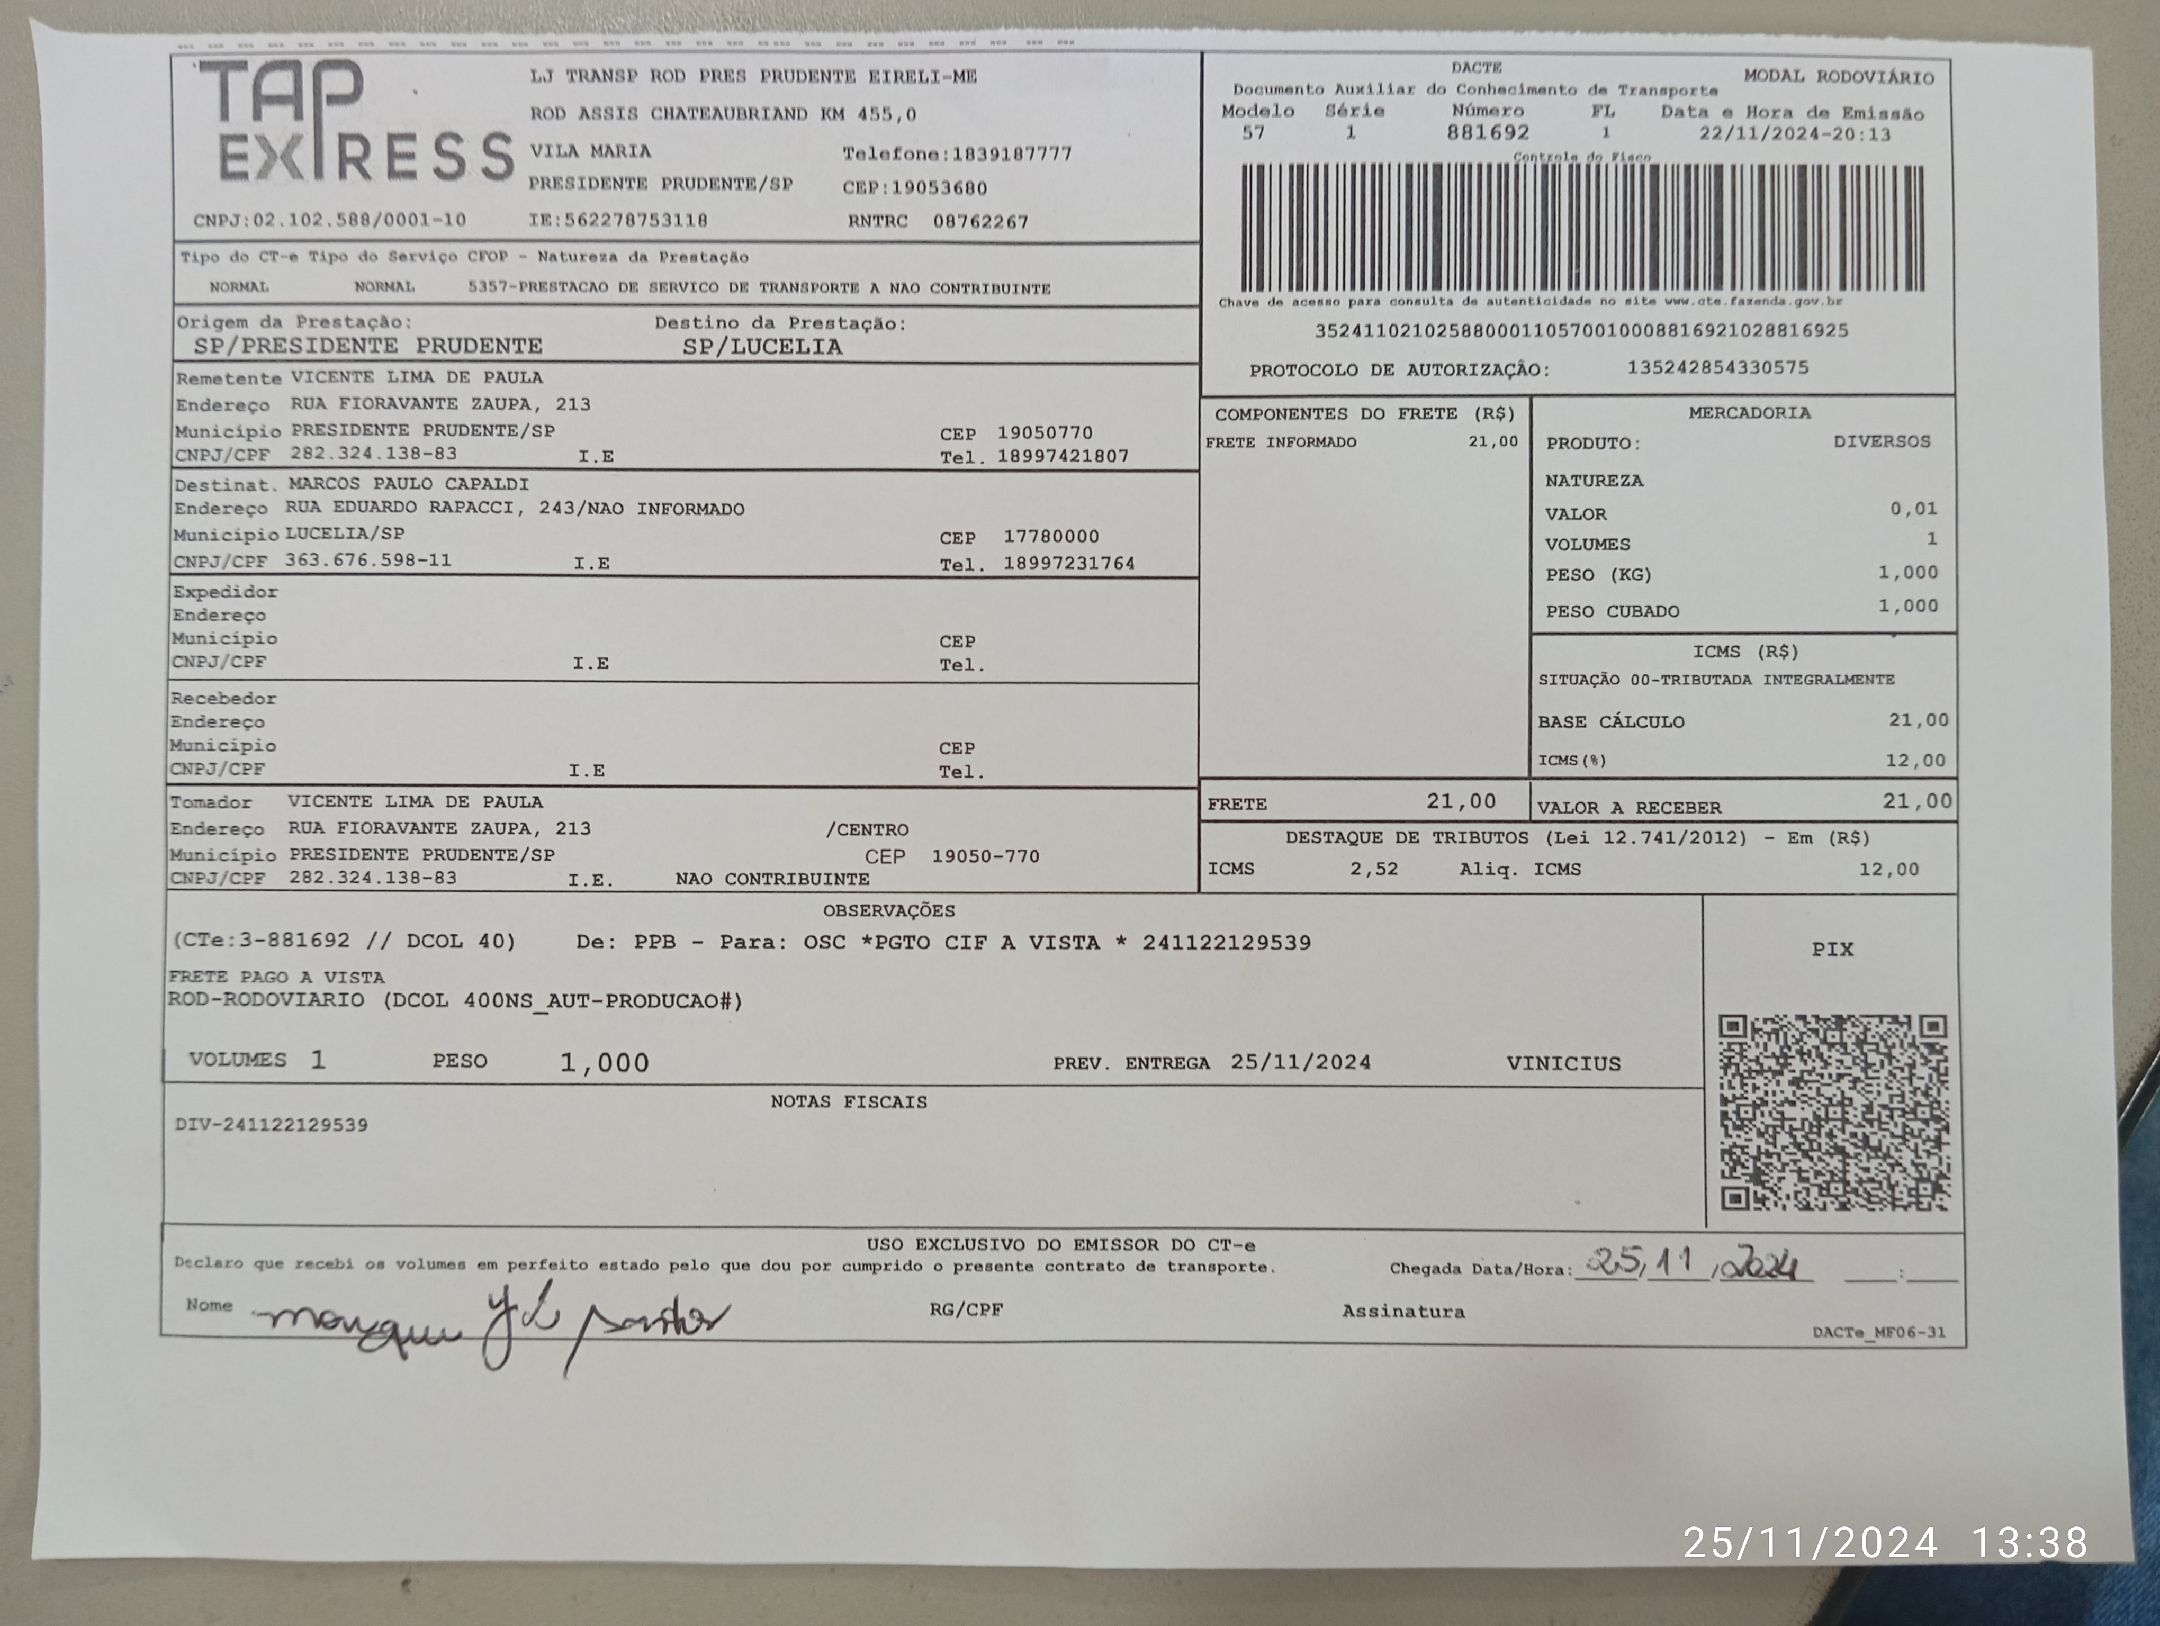 TAP EXPRESS
LJ TRANSP ROD PRES PRUDENTE EIRELI-ME
ROD ASSIS CHATEAUBRIAND KM 455,0
VILA MARIA Telefone:1839187777
PRESIDENTE PRUDENTE/SP CEP:19053680
CNPJ:02.102.588/0001-10 IE:562278753118 RNTRC 08762267
DACTE MODAL RODOVIÁRIO
Documento Auxiliar do Conhecimento de Transporte
Modelo Série Número FL Data e Hora de Emissão
57 1 881692 1 22/11/2024-20:13
Controle do Fisco
Chave de acesso para consulta de autenticidade no site www.cte.fazenda.gov.br
35241102102588000110570010008816921028816925
PROTOCOLO DE AUTORIZAÇÃO: 135242854330575
Tipo do CT-e Tipo do Serviço CFOP - Natureza da Prestação
NORMAL NORMAL 5357-PRESTACAO DE SERVICO DE TRANSPORTE A NAO CONTRIBUINTE
Origem da Prestação: Destino da Prestação:
SP/PRESIDENTE PRUDENTE SP/LUCELIA
Remetente VICENTE LIMA DE PAULA
Endereço RUA FIORAVANTE ZAUPA, 213
Município PRESIDENTE PRUDENTE/SP CEP 19050770
CNPJ/CPF 282.324.138-83 I.E Tel. 18997421807
Destinat. MARCOS PAULO CAPALDI
Endereço RUA EDUARDO RAPACCI, 243/NAO INFORMADO
Município LUCELIA/SP CEP 17780000
CNPJ/CPF 363.676.598-11 I.E Tel. 18997231764
Expedidor
Endereço
Município CEP
CNPJ/CPF I.E Tel.
Recebedor
Endereço
Município CEP
CNPJ/CPF I.E Tel.
Tomador VICENTE LIMA DE PAULA
Endereço RUA FIORAVANTE ZAUPA, 213 /CENTRO
Município PRESIDENTE PRUDENTE/SP CEP 19050-770
CNPJ/CPF 282.324.138-83 I.E. NAO CONTRIBUINTE
COMPONENTES DO FRETE (R$)
FRETE INFORMADO 21,00
MERCADORIA
PRODUTO: DIVERSOS
NATUREZA
VALOR 0,01
VOLUMES 1
PESO (KG) 1,000
PESO CUBADO 1,000
ICMS (R$)
SITUAÇÃO 00-TRIBUTADA INTEGRALMENTE
BASE CÁLCULO 21,00
ICMS(%) 12,00
FRETE 21,00 VALOR A RECEBER 21,00
DESTAQUE DE TRIBUTOS (Lei 12.741/2012) - Em (R$)
ICMS 2,52 Aliq. ICMS 12,00
OBSERVAÇÕES
(CTe:3-881692 // DCOL 40) De: PPB - Para: OSC *PGTO CIF A VISTA * 241122129539
FRETE PAGO A VISTA
ROD-RODOVIARIO (DCOL 400NS_AUT-PRODUCAO#)
VOLUMES 1 PESO 1,000 PREV. ENTREGA 25/11/2024 VINICIUS
PIX
NOTAS FISCAIS
DIV-241122129539
USO EXCLUSIVO DO EMISSOR DO CT-e
Declaro que recebi os volumes em perfeito estado pelo que dou por cumprido o presente contrato de transporte.
Chegada Data/Hora: 25,11,2024 :
Nome RG/CPF Assinatura
DACTe_MF06-31
25/11/2024 13:38